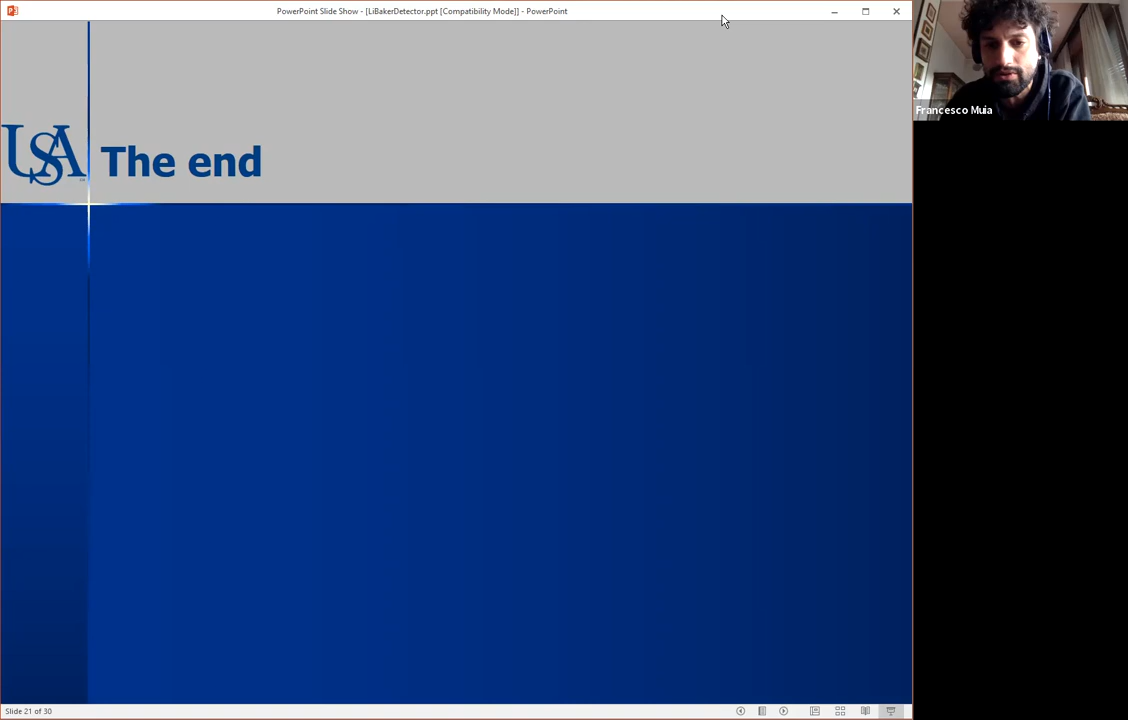 PowerPoint Slide Show - [LiBakerDetector.ppt [Compatibility Mode]] - PowerPoint
Francesco Muia
USA The end
Slide 21 of 30